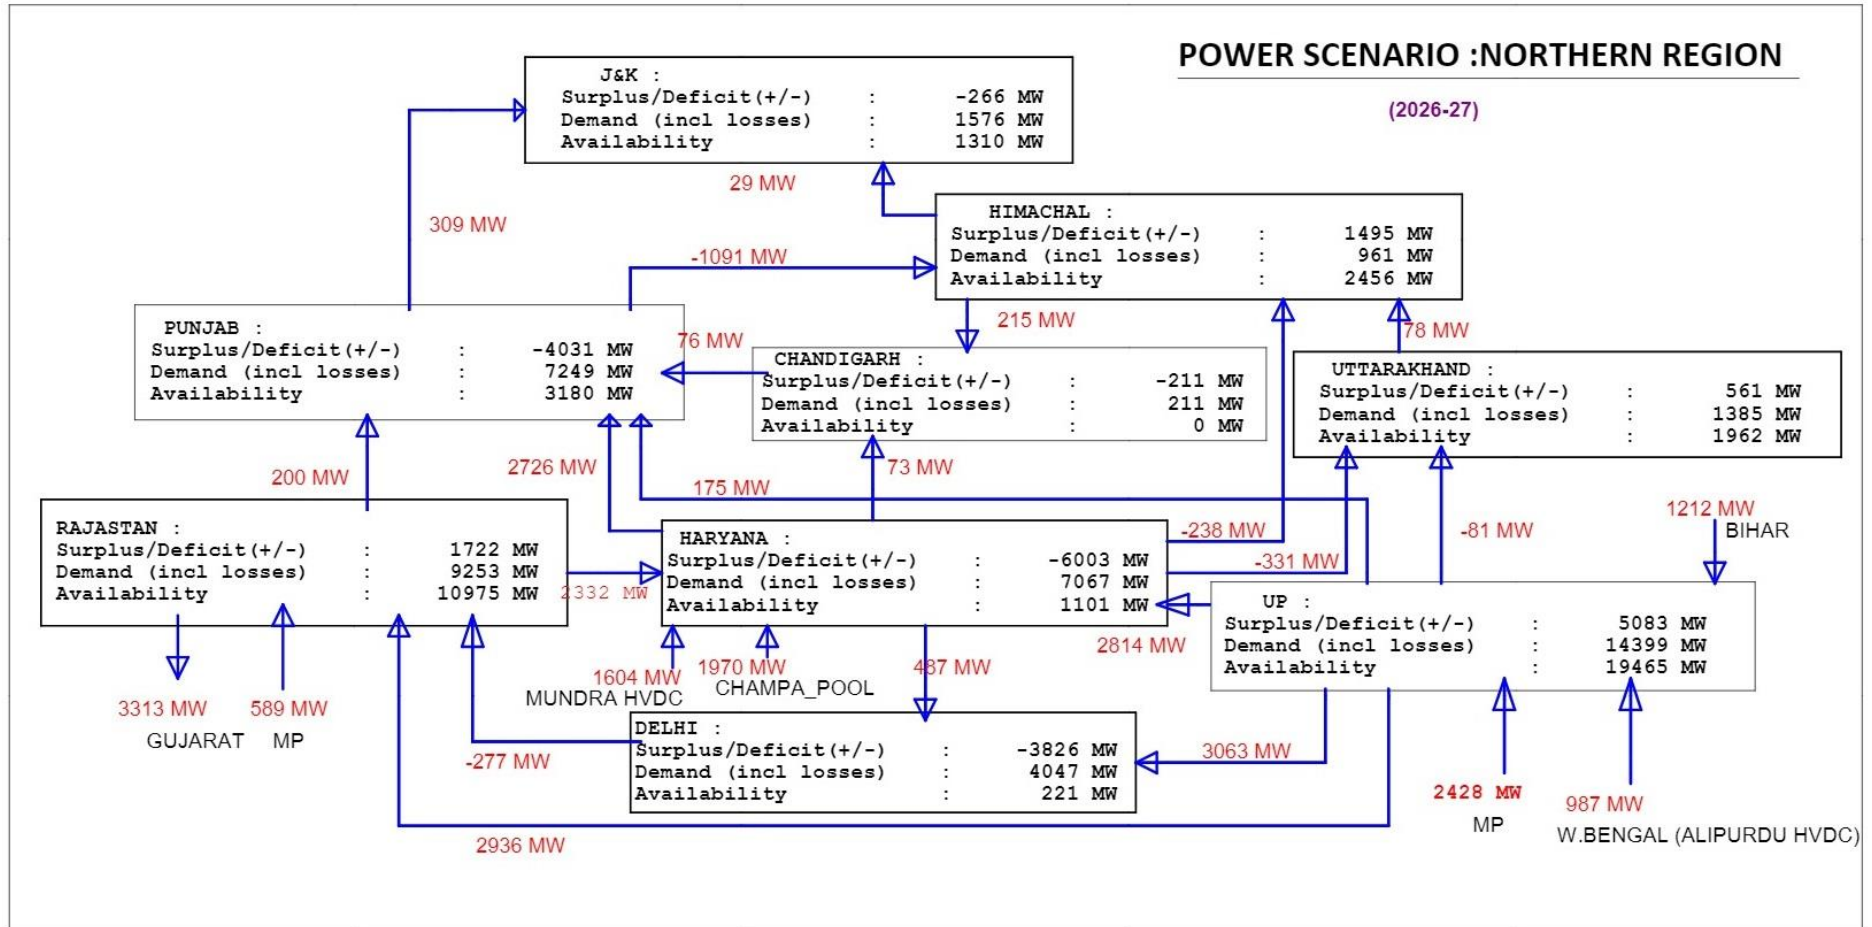 POWER SCENARIO :NORTHERN REGION
(2026-27)
J&K :
Surplus/Deficit(+/-) : -266 MW
Demand (incl losses) : 1576 MW
Availability : 1310 MW
29 MW
309 MW
HIMACHAL :
Surplus/Deficit(+/-) : 1495 MW
Demand (incl losses) : 961 MW
Availability : 2456 MW
-1091 MW
215 MW
78 MW
PUNJAB :
Surplus/Deficit(+/-) : -4031 MW
Demand (incl losses) : 7249 MW
Availability : 3180 MW
76 MW
CHANDIGARH :
Surplus/Deficit(+/-) : -211 MW
Demand (incl losses) : 211 MW
Availability : 0 MW
UTTARAKHAND :
Surplus/Deficit(+/-) : 561 MW
Demand (incl losses) : 1385 MW
Availability : 1962 MW
200 MW
2726 MW
73 MW
175 MW
RAJASTAN :
Surplus/Deficit(+/-) : 1722 MW
Demand (incl losses) : 9253 MW
Availability : 10975 MW
2332 MW
HARYANA :
Surplus/Deficit(+/-) : -6003 MW
Demand (incl losses) : 7067 MW
Availability : 1101 MW
-238 MW
-331 MW
-81 MW
1212 MW
BIHAR
UP :
Surplus/Deficit(+/-) : 5083 MW
Demand (incl losses) : 14399 MW
Availability : 19465 MW
2814 MW
1604 MW
MUNDRA HVDC
1970 MW
CHAMPA_POOL
487 MW
3313 MW
GUJARAT
589 MW
MP
-277 MW
DELHI :
Surplus/Deficit(+/-) : -3826 MW
Demand (incl losses) : 4047 MW
Availability : 221 MW
3063 MW
2428 MW
MP
987 MW
W.BENGAL (ALIPURDU HVDC)
2936 MW